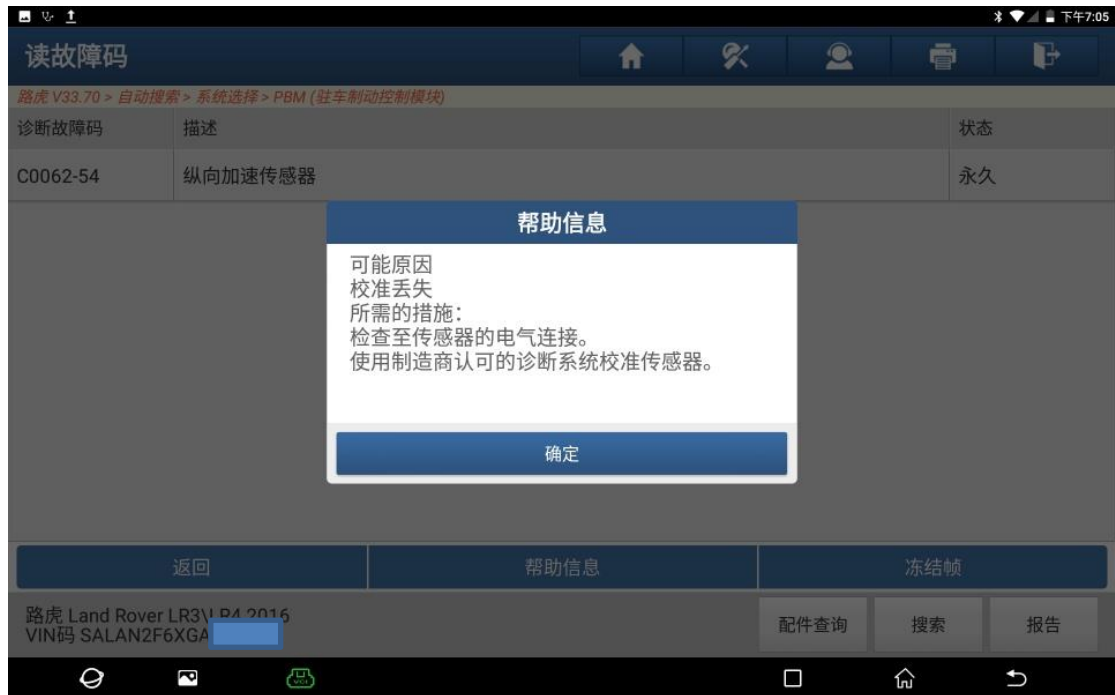 下午7:05
读故障码
路虎 V33.70 > 自动搜索 > 系统选择 > PBM (驻车制动控制模块)
诊断故障码 描述 状态
C0062-54 纵向加速传感器 永久
帮助信息
可能原因
校准丢失
所需的措施：
检查至传感器的电气连接。
使用制造商认可的诊断系统校准传感器。
确定
返回 帮助信息 冻结帧
路虎 Land Rover LR3\LR4 2016
VIN码 SALAN2F6XGA
配件查询 搜索 报告
VCI